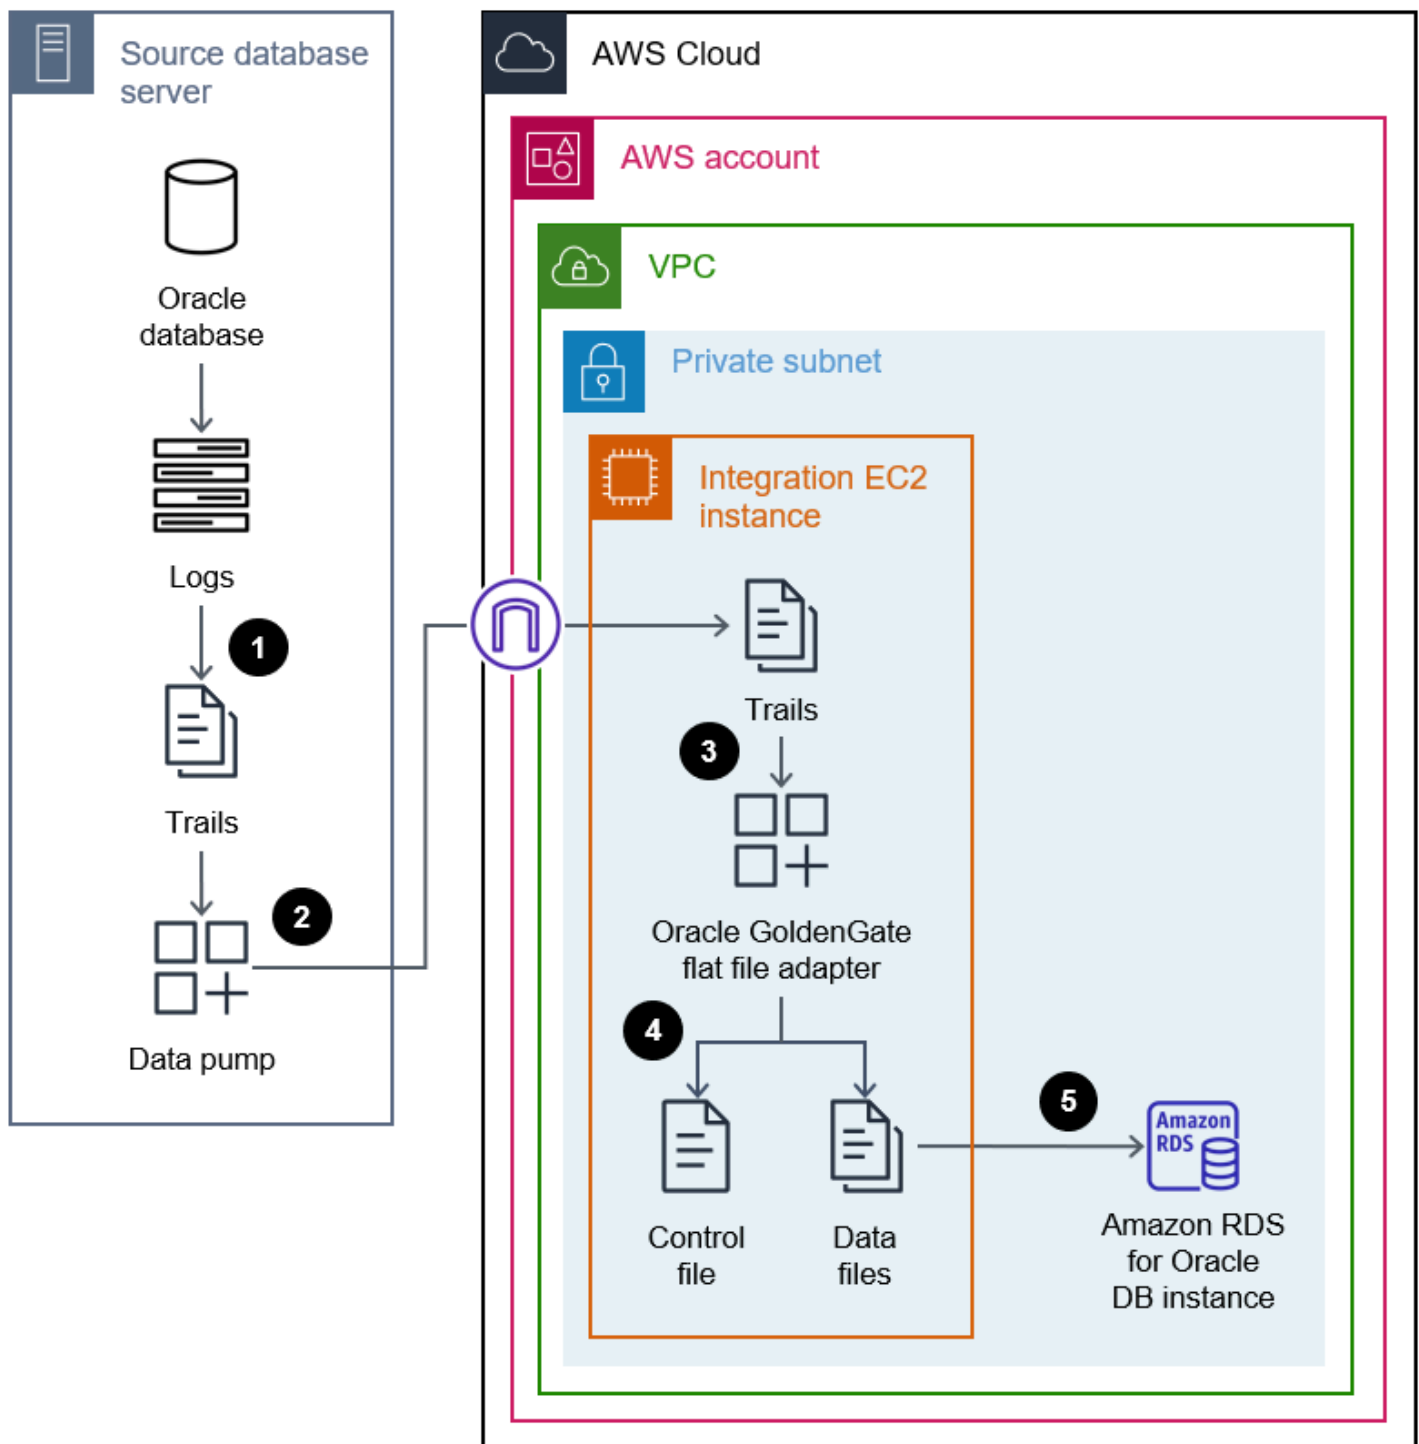 Source database
server
Oracle
database
Logs
1
Trails
2
Data pump
AWS Cloud
AWS account
VPC
Private subnet
Integration EC2
instance
Trails
3
Oracle GoldenGate
flat file adapter
4
Control
file
Data
files
5
Amazon
RDS
Amazon RDS
for Oracle
DB instance